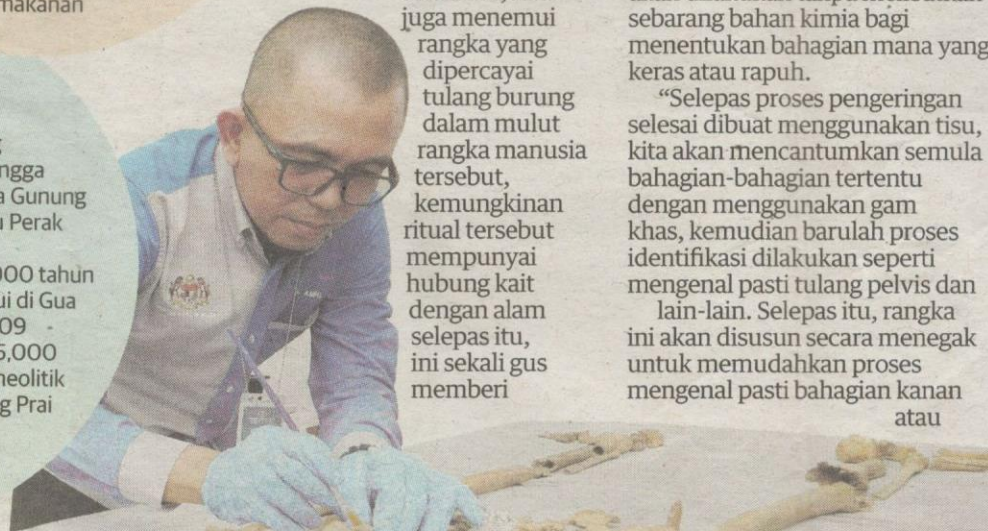 makanan
ngga
a Gunung
u Perak
000 tahun
ui di Gua
09 -
5,000
neolitik
g Prai
juga menemui
rangka yang
dipercayai
tulang burung
dalam mulut
rangka manusia
tersebut,
kemungkinan
ritual tersebut
mempunyai
hubung kait
dengan alam
selepas itu,
ini sekali gus
memberi
sebarang bahan kimia bagi
menentukan bahagian mana yang
keras atau rapuh.
“Selepas proses pengeringan
selesai dibuat menggunakan tisu,
kita akan mencantumkan semula
bahagian-bahagian tertentu
dengan menggunakan gam
khas, kemudian barulah proses
identifikasi dilakukan seperti
mengenal pasti tulang pelvis dan
lain-lain. Selepas itu, rangka
ini akan disusun secara menegak
untuk memudahkan proses
mengenal pasti bahagian kanan
atau